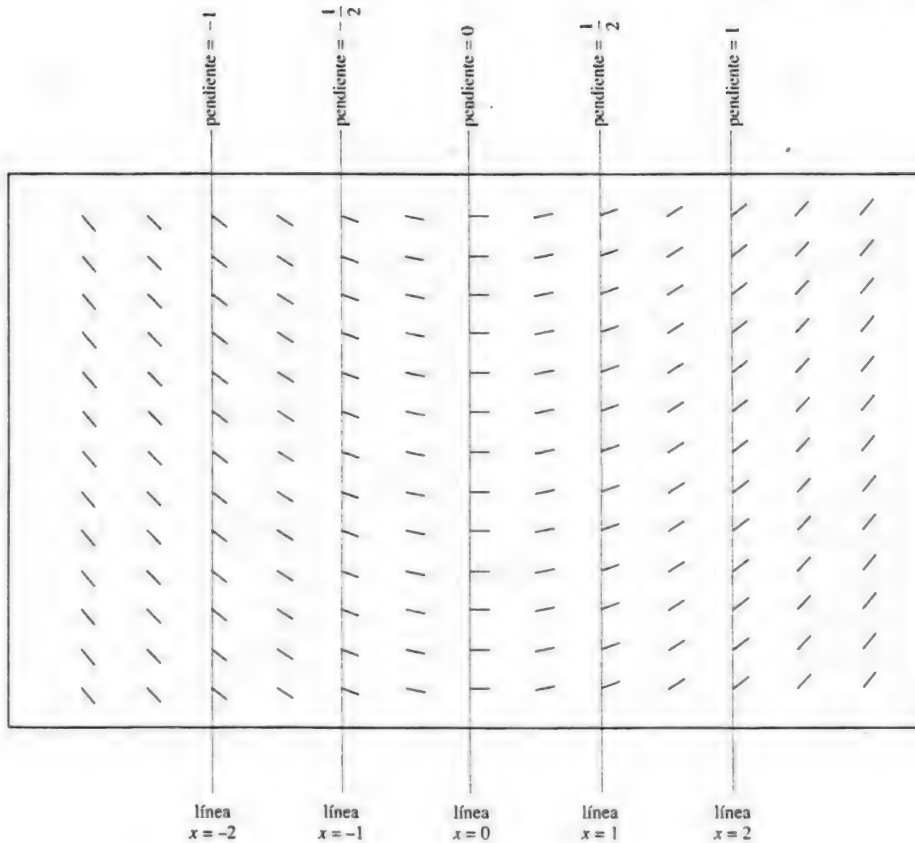 pendiente = −1
pendiente = −1/2
pendiente = 0
pendiente = 1/2
pendiente = 1
línea
x = −2
línea
x = −1
línea
x = 0
línea
x = 1
línea
x = 2